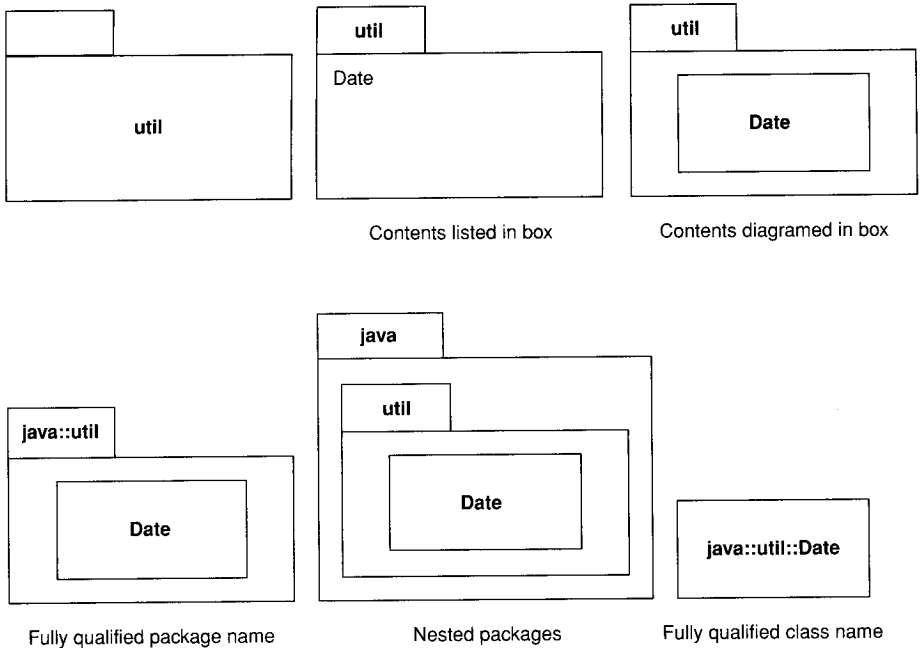 util
util
Date
Contents listed in box
util
Date
Contents diagramed in box
java::util
Date
Fully qualified package name
java
util
Date
Nested packages
java::util::Date
Fully qualified class name